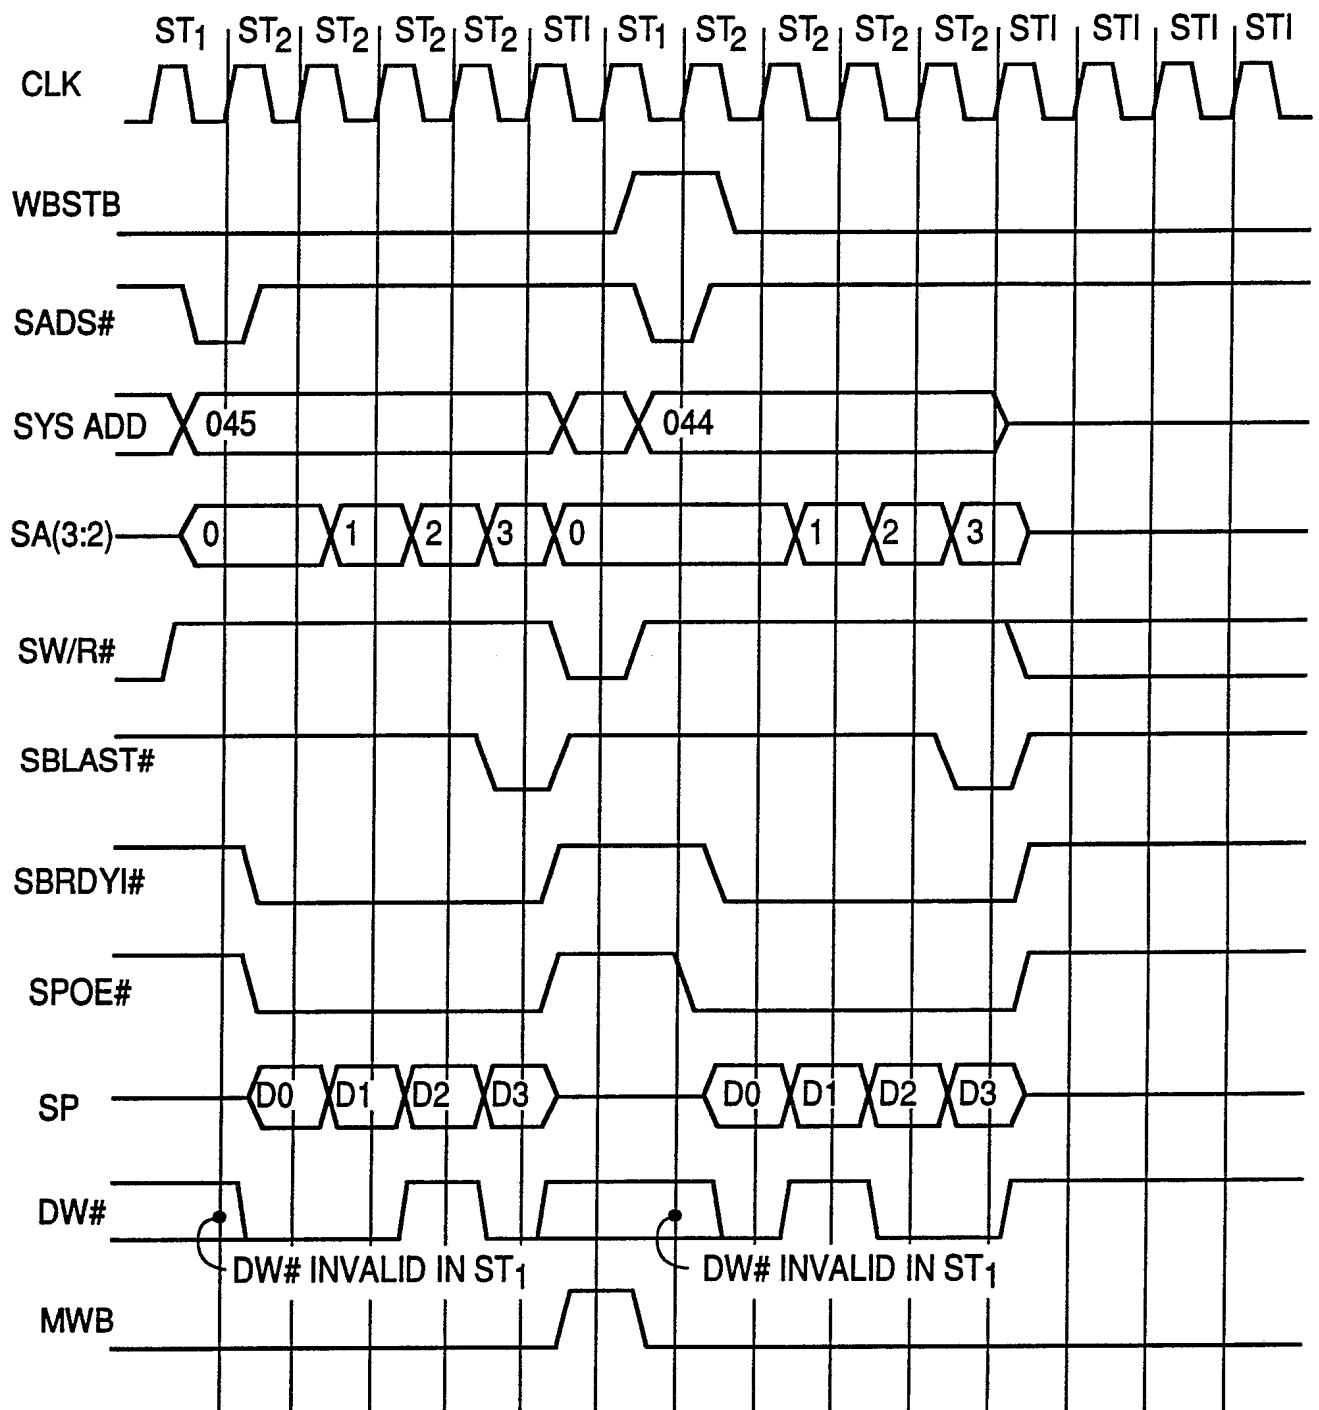 ST1 ST2 ST2 ST2 ST2 STI ST1 ST2 ST2 ST2 ST2 STI STI STI STI
CLK
WBSTB
SADS#
SYS ADD 045 044
SA(3:2) 0 1 2 3 0 1 2 3
SW/R#
SBLAST#
SBRDYI#
SPOE#
SP D0 D1 D2 D3 D0 D1 D2 D3
DW#
DW# INVALID IN ST1 DW# INVALID IN ST1
MWB